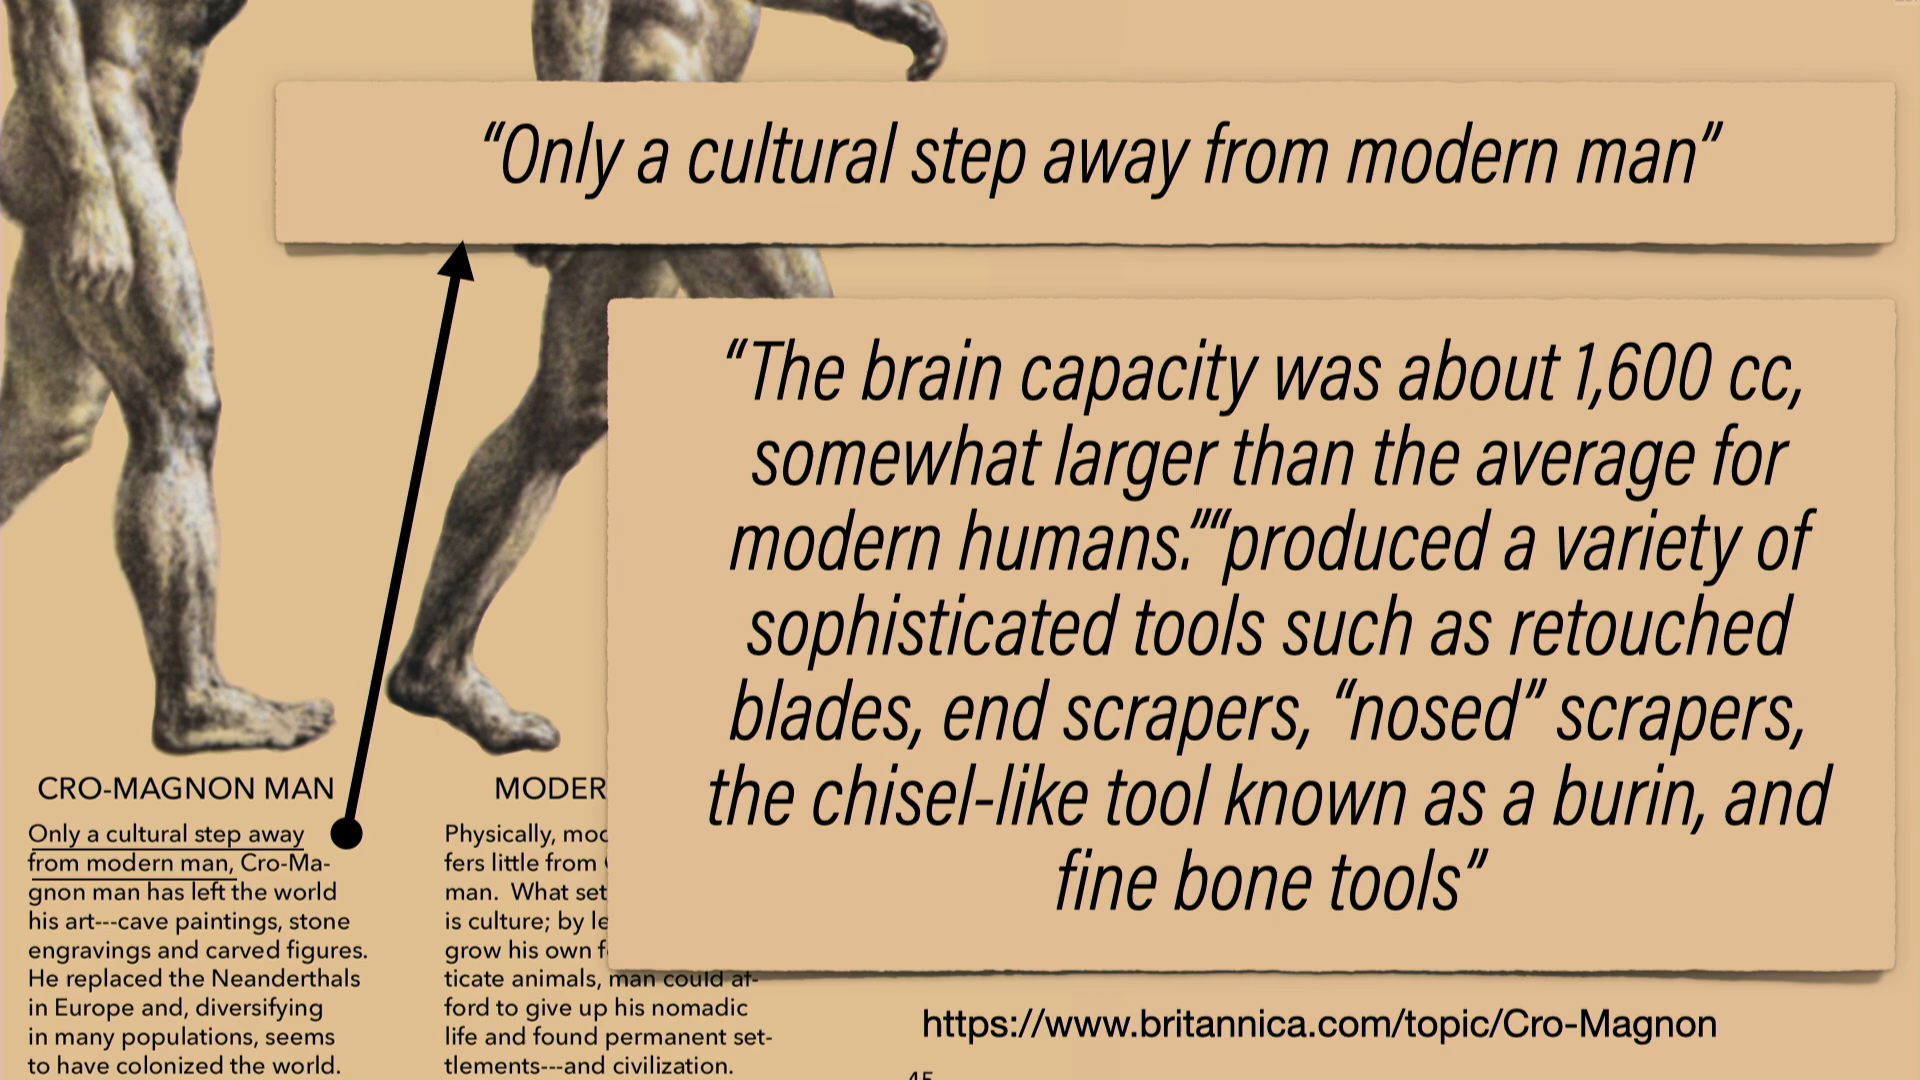 “Only a cultural step away from modern man”
“The brain capacity was about 1,600 cc,
somewhat larger than the average for
modern humans.”“produced a variety of
sophisticated tools such as retouched
blades, end scrapers, “nosed” scrapers,
the chisel-like tool known as a burin, and
fine bone tools”
CRO-MAGNON MAN
Only a cultural step away
from modern man, Cro-Ma-
gnon man has left the world
his art---cave paintings, stone
engravings and carved figures.
He replaced the Neanderthals
in Europe and, diversifying
in many populations, seems
to have colonized the world.
Physically,
fers little from
man. What
is culture; by
grow his own
ticate animals, man could af-
ford to give up his nomadic
life and found permanent set-
tlements---and civilization.
https://www.britannica.com/topic/Cro-Magnon